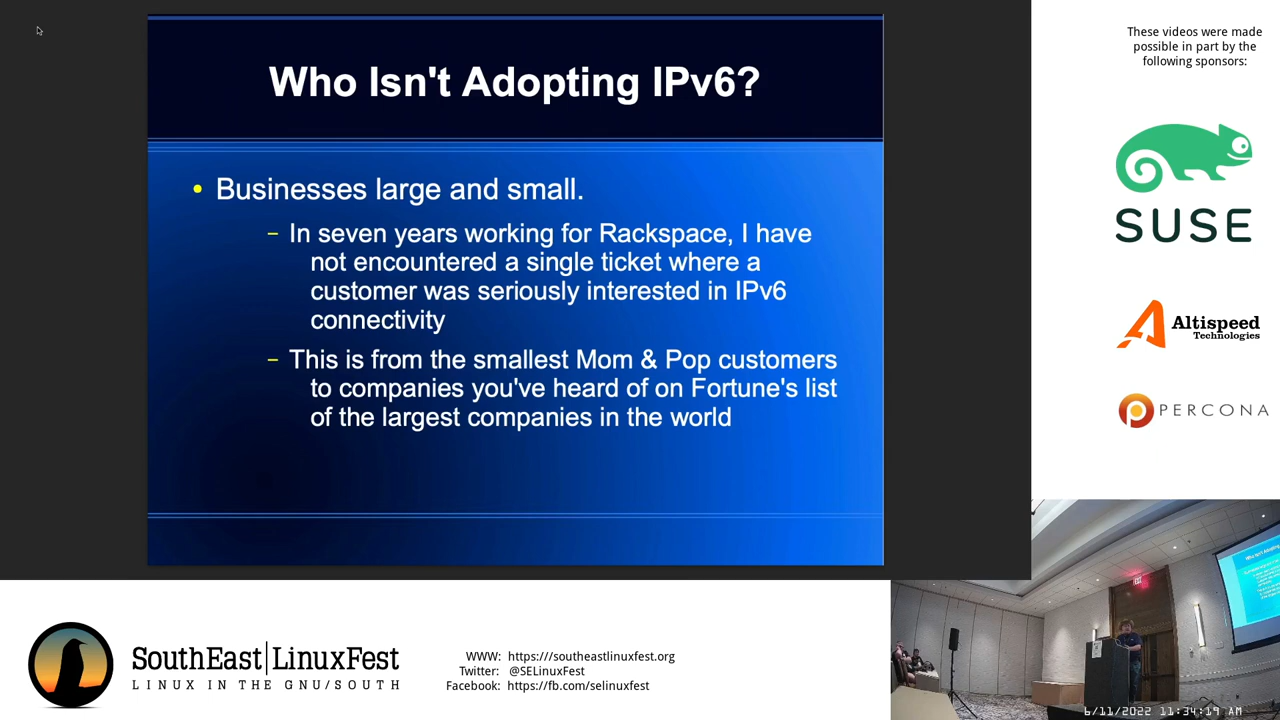 Who Isn't Adopting IPv6?
• Businesses large and small.
– In seven years working for Rackspace, I have
not encountered a single ticket where a
customer was seriously interested in IPv6
connectivity
– This is from the smallest Mom & Pop customers
to companies you've heard of on Fortune's list
of the largest companies in the world
These videos were made
possible in part by the
following sponsors:
SUSE
Altispeed
Technologies
PERCONA
SouthEast LinuxFest
LINUX IN THE GNU/SOUTH
WWW: https:///southeastlinuxfest.org
Twitter: @SELinuxFest
Facebook: https://fb.com/selinuxfest
6/11/2022 11:34:19 AM